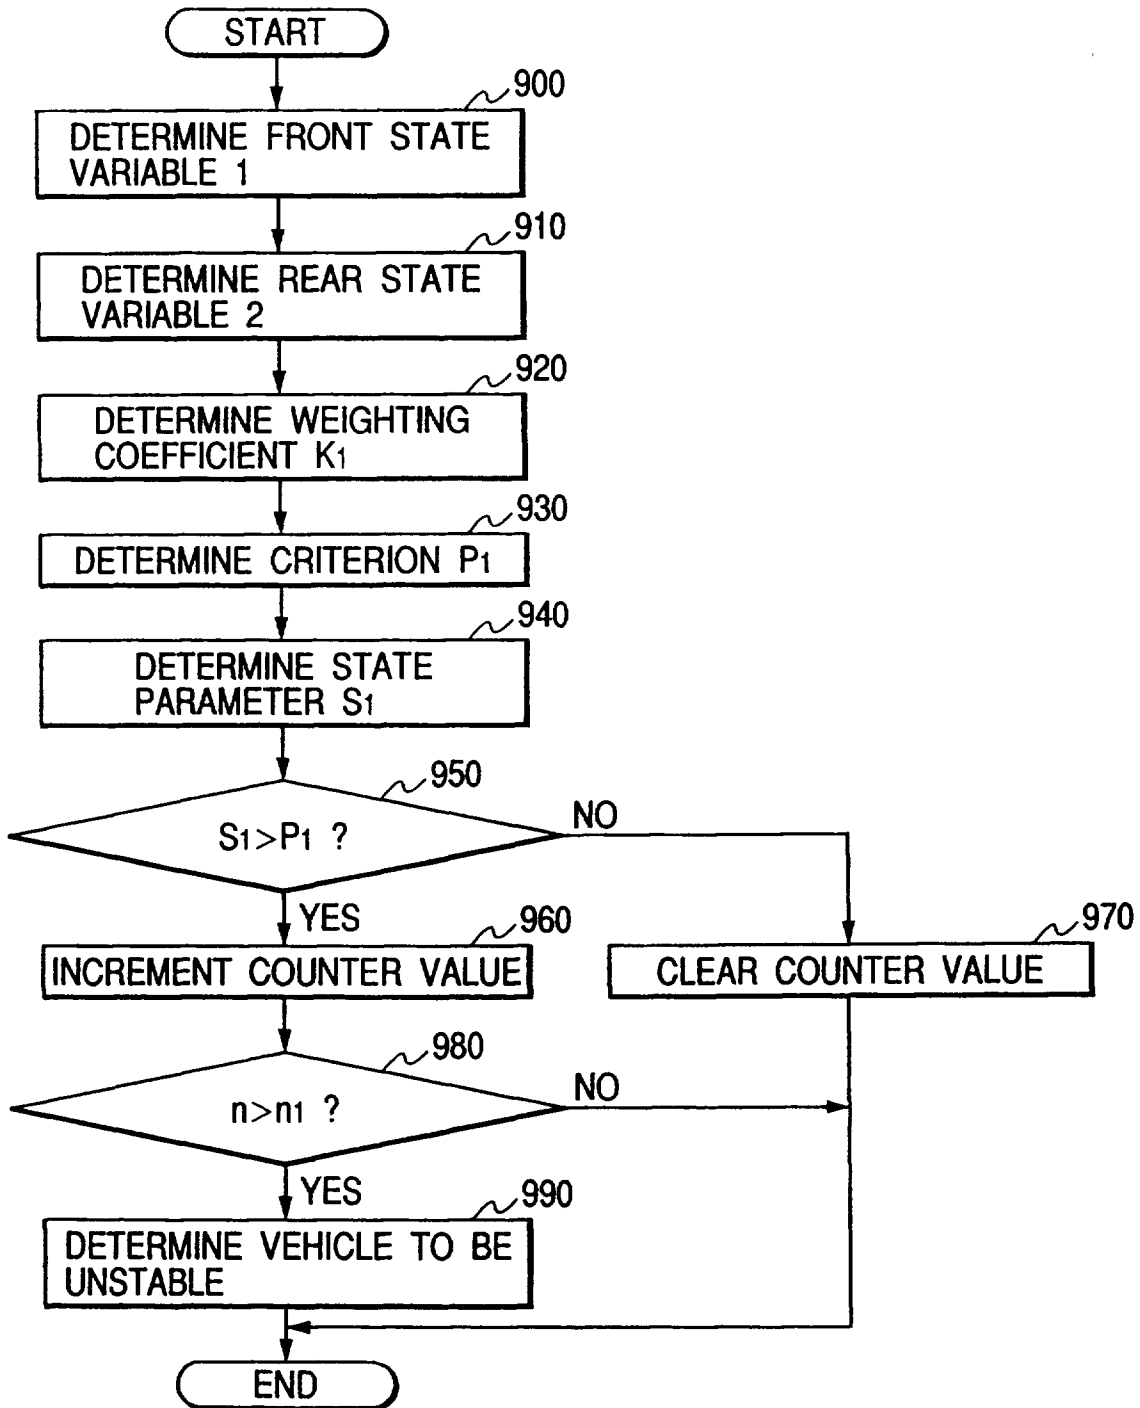 START
900
DETERMINE FRONT STATE
VARIABLE 1
910
DETERMINE REAR STATE
VARIABLE 2
920
DETERMINE WEIGHTING
COEFFICIENT K1
930
DETERMINE CRITERION P1
940
DETERMINE STATE
PARAMETER S1
950
S1>P1 ?
NO
YES
960
INCREMENT COUNTER VALUE
970
CLEAR COUNTER VALUE
980
n>n1 ?
NO
YES
990
DETERMINE VEHICLE TO BE
UNSTABLE
END